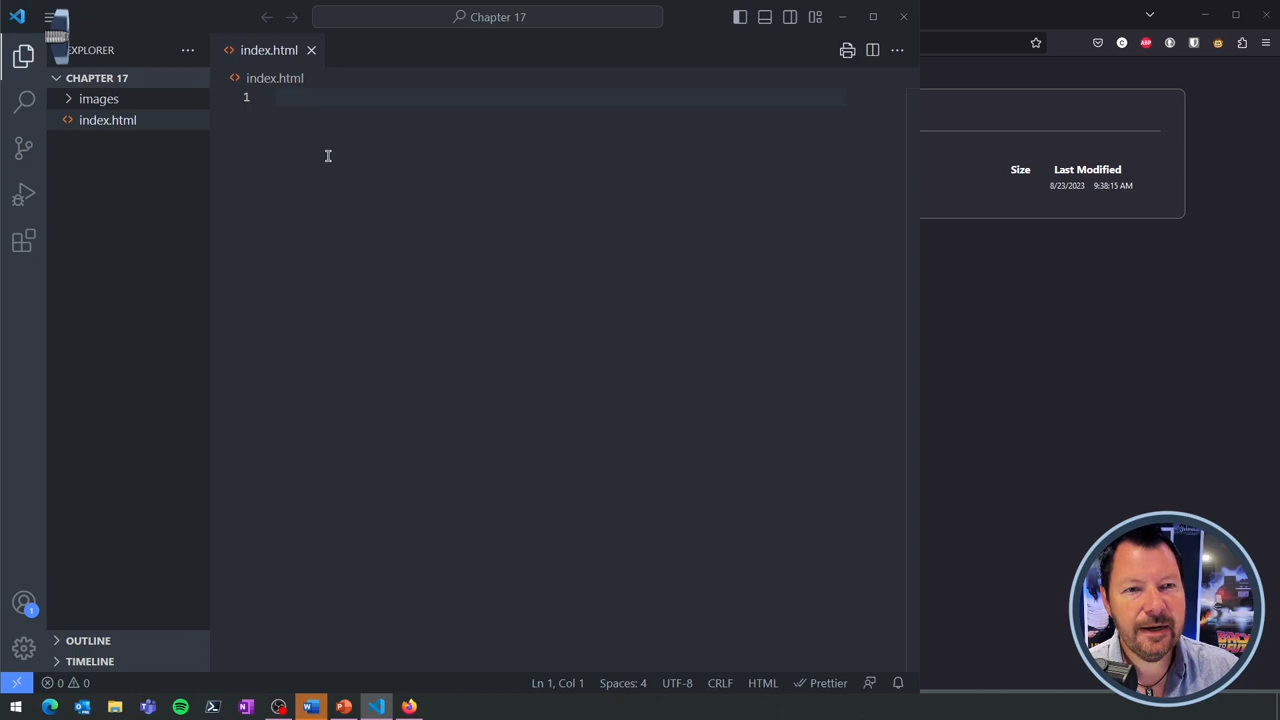 Chapter 17
EXPLORER
index.html
CHAPTER 17
index.html
images
1
index.html
ABP
Size
Last Modified
8/23/2023 9:38:15 AM
1
OUTLINE
TIMELINE
0 0
Ln 1, Col 1
Spaces: 4
UTF-8
CRLF
HTML
Prettier